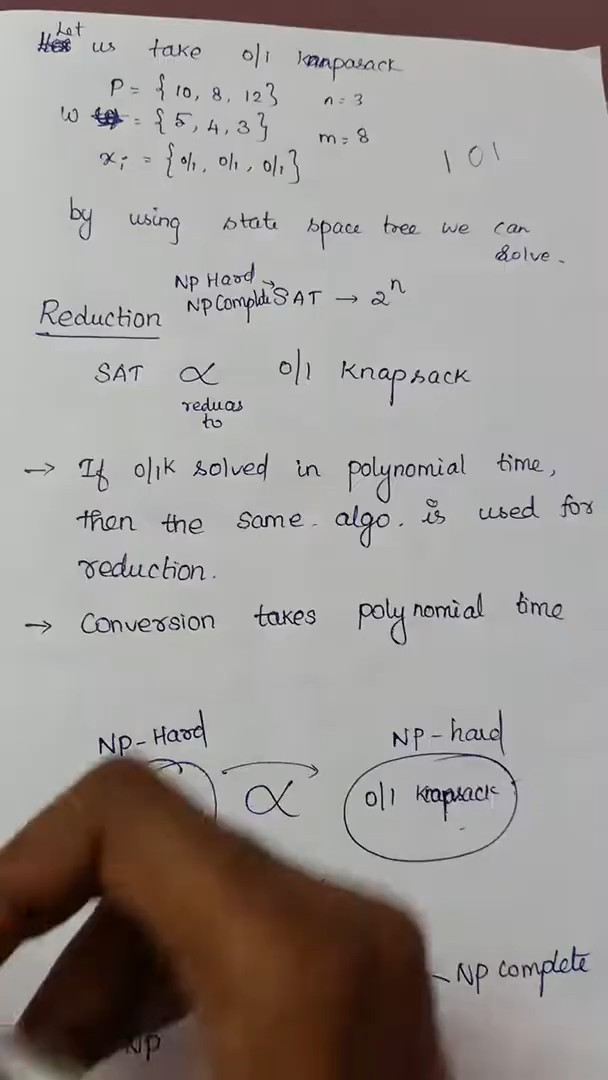 Let
us take 0/1 knapasack
P = {10, 8, 12} n = 3
w = {5, 4, 3} m = 8
xi = {0/1, 0/1, 0/1} 1 0 1
by using state space tree we can
solve.
NP Hard →
NP Complete SAT → 2^n
Reduction
SAT ∝ 0/1 Knapsack
reduas
to
→ If 0/1K solved in polynomial time,
then the same. algo. is used for
reduction.
→ Conversion takes polynomial time
NP-Hard NP-hard
∝ 0/1 Knapsack
NP complete
NP